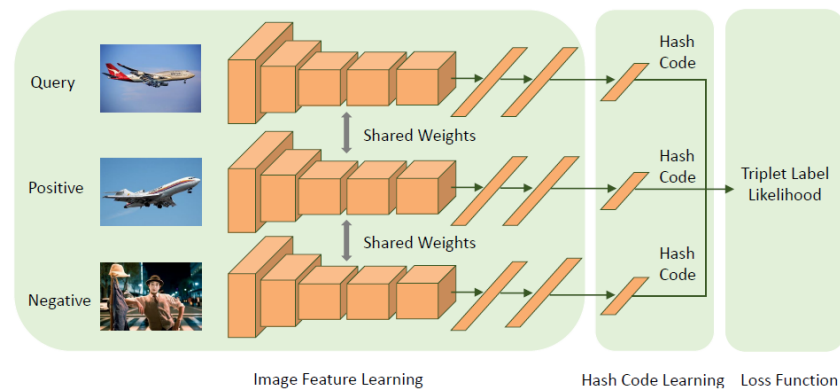 Query
Hash
Code
Shared Weights
Positive
Hash
Code
Triplet Label
Likelihood
Shared Weights
Negative
Hash
Code
Image Feature Learning
Hash Code Learning
Loss Function